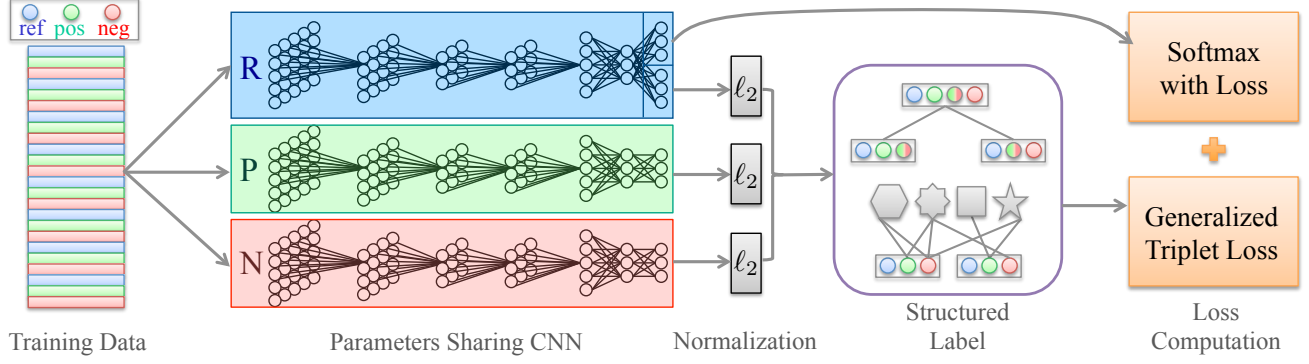 ref pos neg
R
P
N
ℓ2
ℓ2
ℓ2
Softmax
with Loss
Generalized
Triplet Loss
Training Data
Parameters Sharing CNN
Normalization
Structured
Label
Loss
Computation